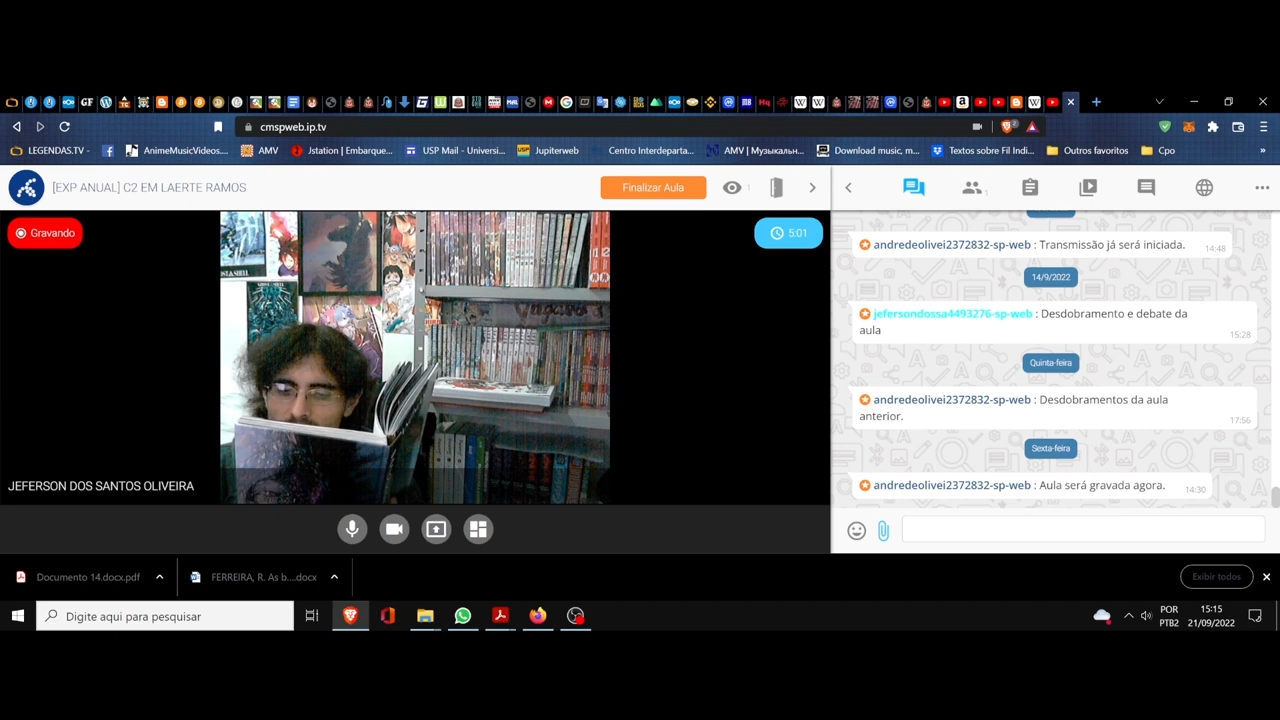 cmspweb.ip.tv
2
LEGENDAS.TV -
AnimeMusicVideos...
AMV
Jstation | Embarque...
USP Mail - Universi...
USP
Jupiterweb
Centro Interdeparta...
AMV | Музыкальн...
Download music, m...
Textos sobre Fil Indi...
Outros favoritos
Cpo
»
[EXP ANUAL] C2 EM LAERTE RAMOS
Finalizar Aula
1
1
Gravando
5:01
JEFERSON DOS SANTOS OLIVEIRA
andredeolivei2372832-sp-web : Transmissão já será iniciada.
14:48
14/9/2022
jefersondossa4493276-sp-web : Desdobramento e debate da
aula
15:28
Quinta-feira
andredeolivei2372832-sp-web : Desdobramentos da aula
anterior.
17:56
Sexta-feira
andredeolivei2372832-sp-web : Aula será gravada agora.
14:30
Documento 14.docx.pdf
FERREIRA, R. As b....docx
Exibir todos
Digite aqui para pesquisar
POR
PTB2
15:15
21/09/2022